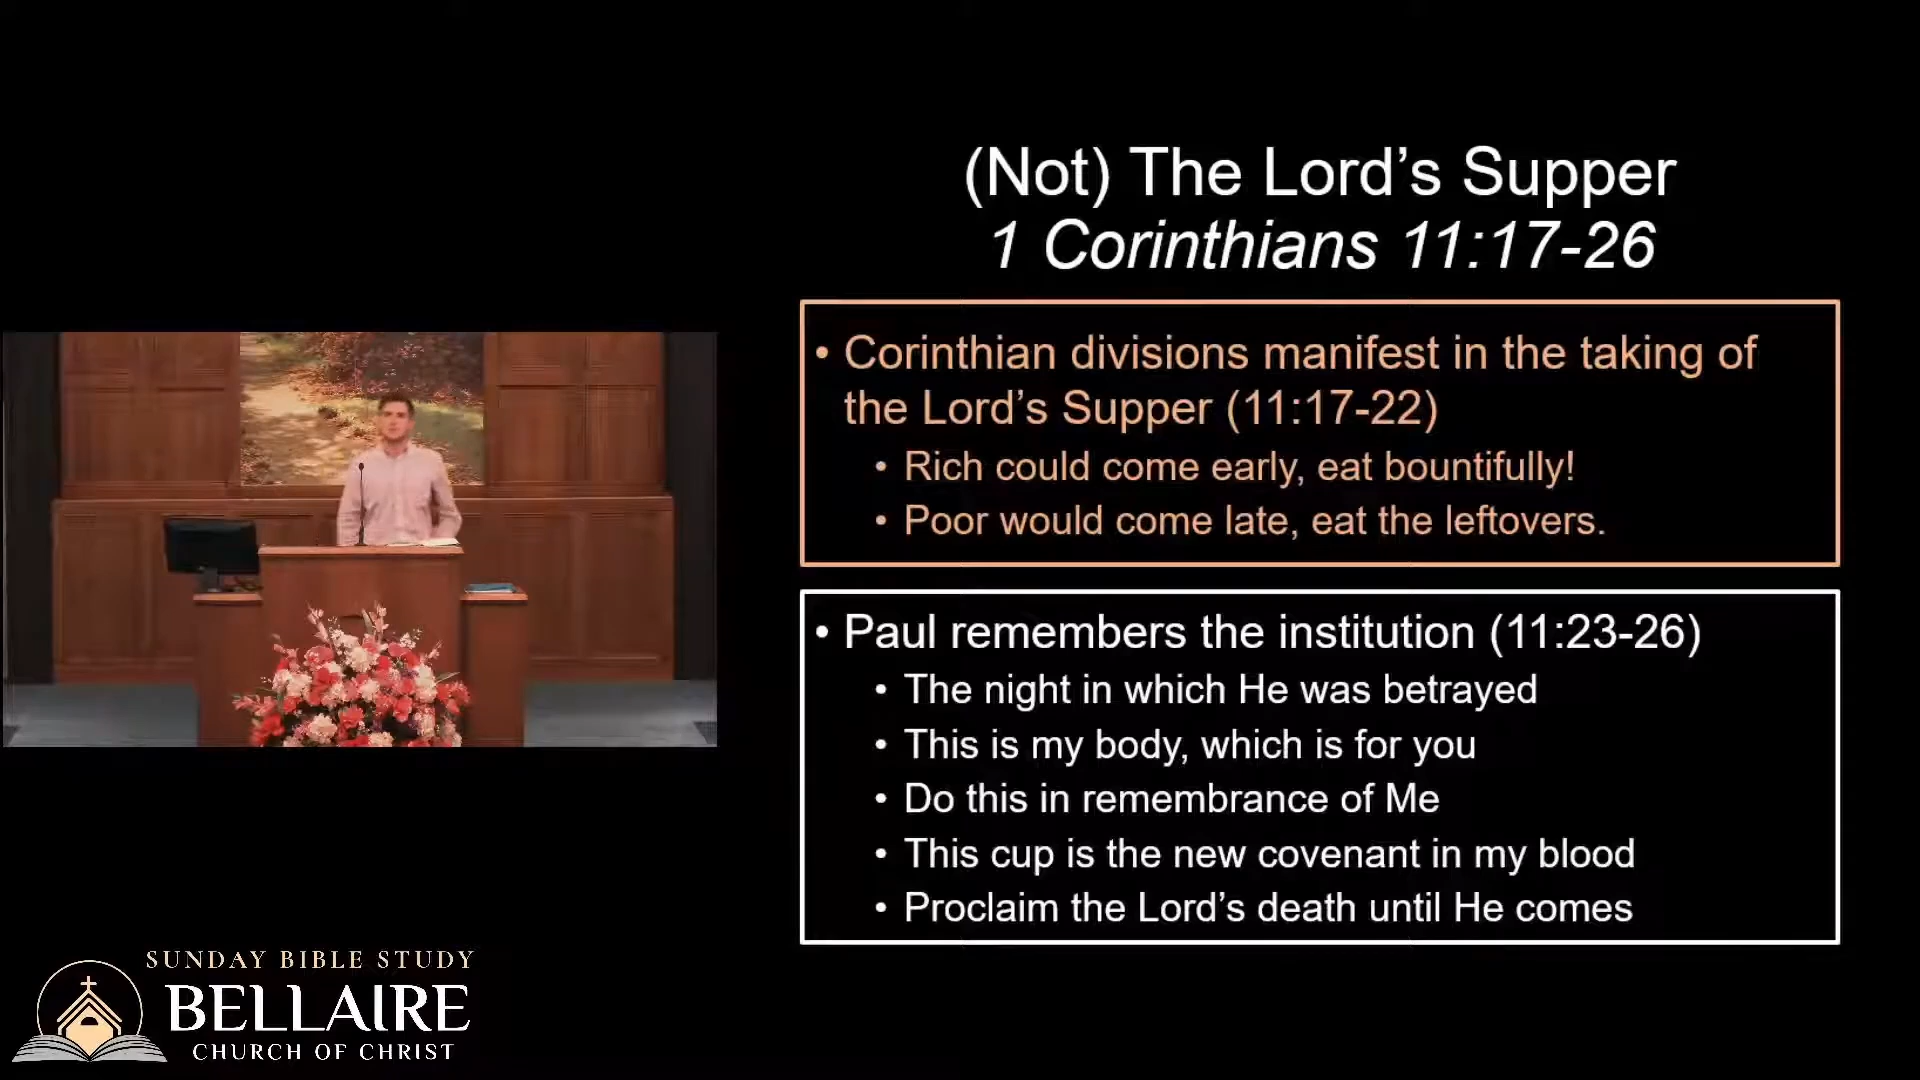 (Not) The Lord’s Supper
1 Corinthians 11:17-26
• Corinthian divisions manifest in the taking of
the Lord’s Supper (11:17-22)
• Rich could come early, eat bountifully!
• Poor would come late, eat the leftovers.
• Paul remembers the institution (11:23-26)
• The night in which He was betrayed
• This is my body, which is for you
• Do this in remembrance of Me
• This cup is the new covenant in my blood
• Proclaim the Lord’s death until He comes
SUNDAY BIBLE STUDY
BELLAIRE
CHURCH OF CHRIST